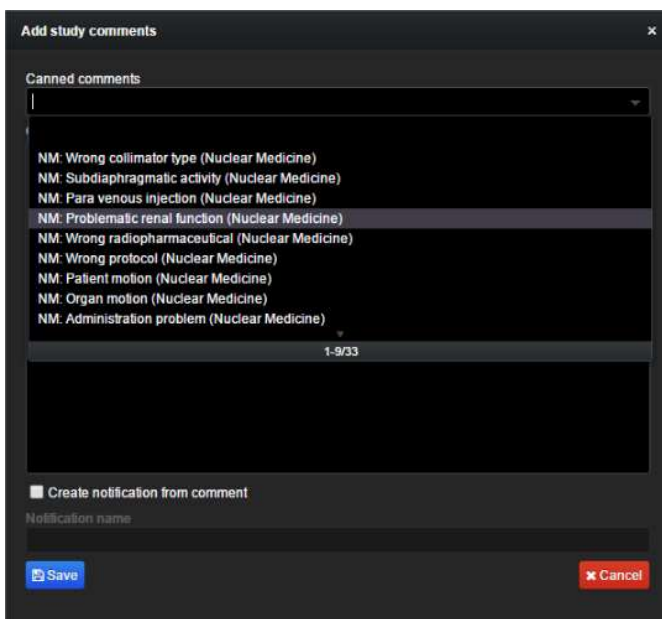 Add study comments
×
Canned comments
NM: Wrong collimator type (Nuclear Medicine)
NM: Subdiaphragmatic activity (Nuclear Medicine)
NM: Para venous injection (Nuclear Medicine)
NM: Problematic renal function (Nuclear Medicine)
NM: Wrong radiopharmaceutical (Nuclear Medicine)
NM: Wrong protocol (Nuclear Medicine)
NM: Patient motion (Nuclear Medicine)
NM: Organ motion (Nuclear Medicine)
NM: Administration problem (Nuclear Medicine)
1-9/33
Create notification from comment
Notification name
Save
× Cancel